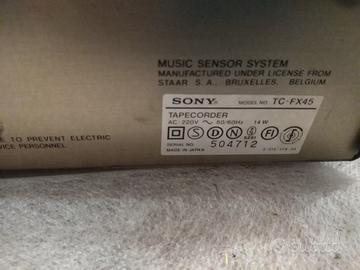 MUSIC SENSOR SYSTEM
MANUFACTURED UNDER LICENSE FROM
STAAR S.A., BRUXELLES, BELGIUM
SONY® MODEL NO. TC-FX45
TAPECORDER
AC: 220V ~ 50/60Hz 14 W
S D N
SERIAL NO. 504712
MADE IN JAPAN
E TO PREVENT ELECTRIC
VICE PERSONNEL.
subito